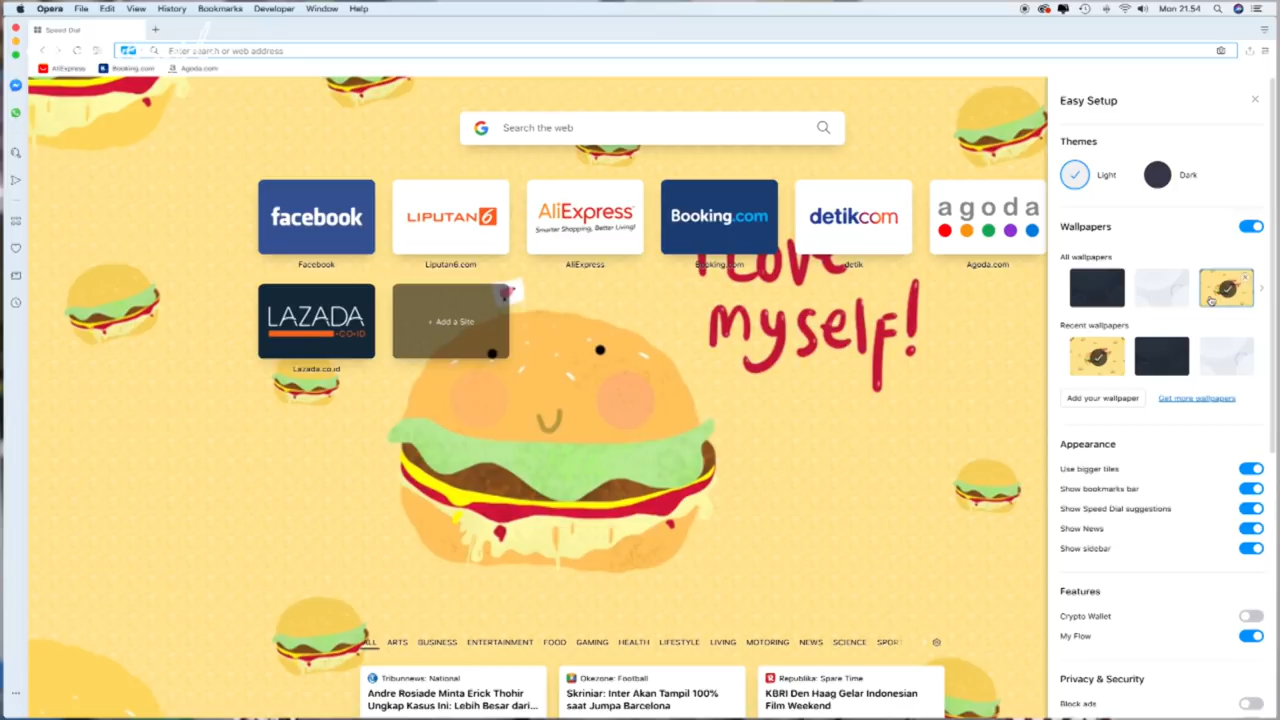 Opera File Edit View History Bookmarks Developer Window Help Mon 21.54
Speed Dial
Enter search or web address
AliExpress Booking.com Agoda.com
Search the web
facebook LIPUTAN6 AliExpress Booking.com detikcom agoda
Smarter Shopping, Better Living!
Facebook Liputan6.com AliExpress Booking.com detik Agoda.com
I love
myself!
LAZADA
.CO.ID
+ Add a Site
Lazada.co.id
ALL ARTS BUSINESS ENTERTAINMENT FOOD GAMING HEALTH LIFESTYLE LIVING MOTORING NEWS SCIENCE SPOR
Tribunnews: National
Andre Rosiade Minta Erick Thohir
Ungkap Kasus Ini: Lebih Besar dari...
Okezone: Football
Skriniar: Inter Akan Tampil 100%
saat Jumpa Barcelona
Republika: Spare Time
KBRI Den Haag Gelar Indonesian
Film Weekend
Easy Setup
Themes
Light Dark
Wallpapers
All wallpapers
Recent wallpapers
Add your wallpaper Get more wallpapers
Appearance
Use bigger tiles
Show bookmarks bar
Show Speed Dial suggestions
Show News
Show sidebar
Features
Crypto Wallet
My Flow
Privacy & Security
Block ads